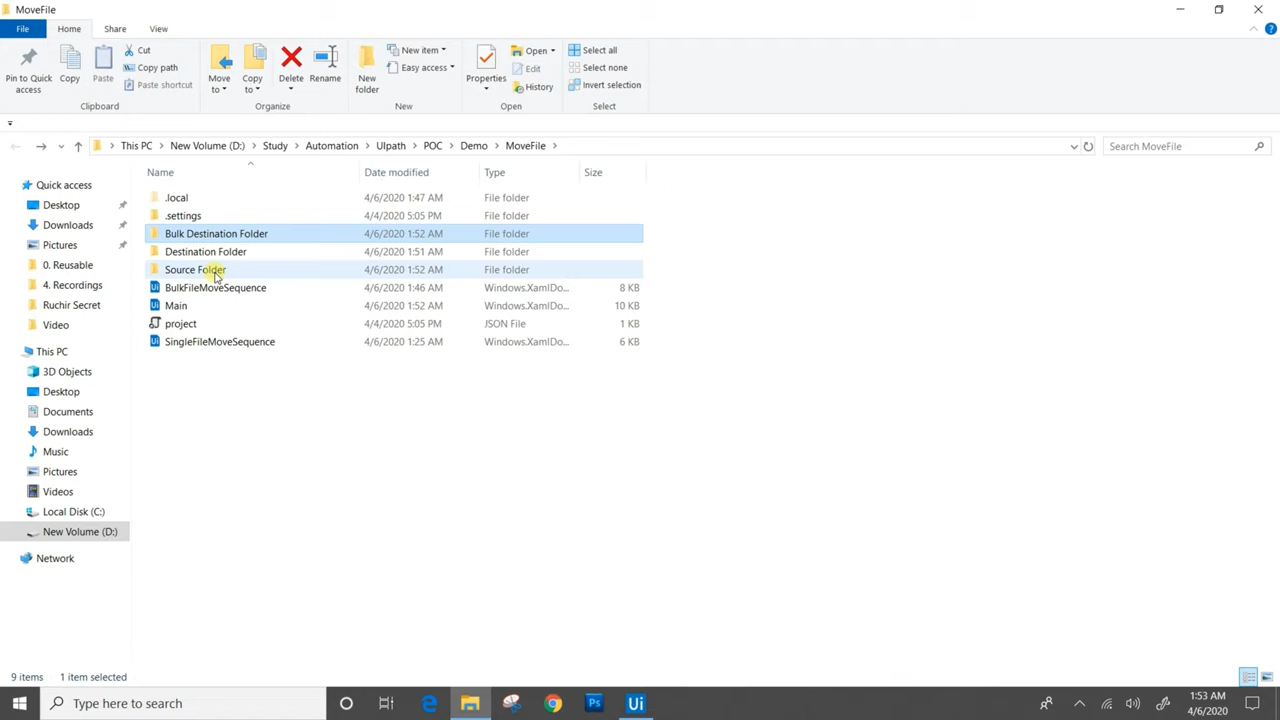 MoveFile
File Home Share View
Pin to Quick access
Copy
Paste
Cut
Copy path
Paste shortcut
Clipboard
Move to
Copy to
Delete
Rename
Organize
New folder
New item
Easy access
New
Properties
Open
Edit
History
Open
Select all
Select none
Invert selection
Select
This PC > New Volume (D:) > Study > Automation > UIpath > POC > Demo > MoveFile >
Search MoveFile
Name Date modified Type Size
.local 4/6/2020 1:47 AM File folder
.settings 4/4/2020 5:05 PM File folder
Bulk Destination Folder 4/6/2020 1:52 AM File folder
Destination Folder 4/6/2020 1:51 AM File folder
Source Folder 4/6/2020 1:52 AM File folder
BulkFileMoveSequence 4/6/2020 1:46 AM Windows.XamlDo... 8 KB
Main 4/6/2020 1:52 AM Windows.XamlDo... 10 KB
project 4/4/2020 5:05 PM JSON File 1 KB
SingleFileMoveSequence 4/6/2020 1:25 AM Windows.XamlDo... 6 KB
Quick access
Desktop
Downloads
Pictures
0. Reusable
4. Recordings
Ruchir Secret
Video
This PC
3D Objects
Desktop
Documents
Downloads
Music
Pictures
Videos
Local Disk (C:)
New Volume (D:)
Network
9 items 1 item selected
Type here to search
Ps
Ui
1:53 AM
4/6/2020